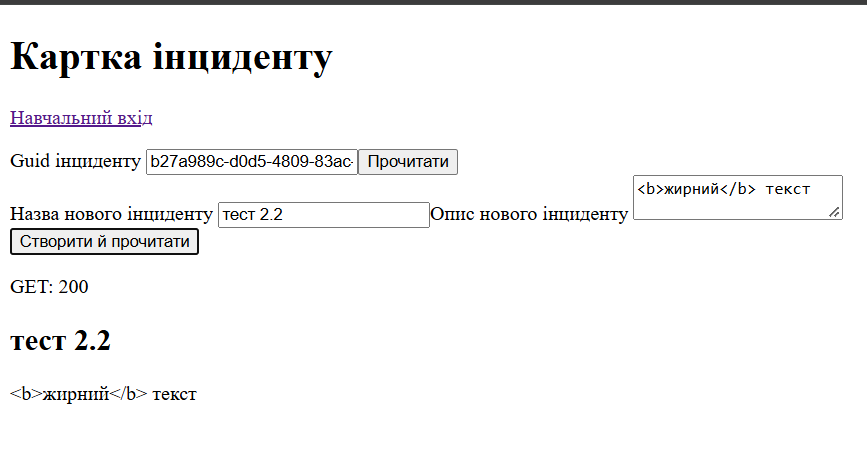 Картка інциденту
Навчальний вхід
Guid інциденту b27a989c-d0d5-4809-83ac- Прочитати
Назва нового інциденту тест 2.2 Опис нового інциденту <b>жирний</b> текст
Створити й прочитати
GET: 200
тест 2.2
<b>жирний</b> текст